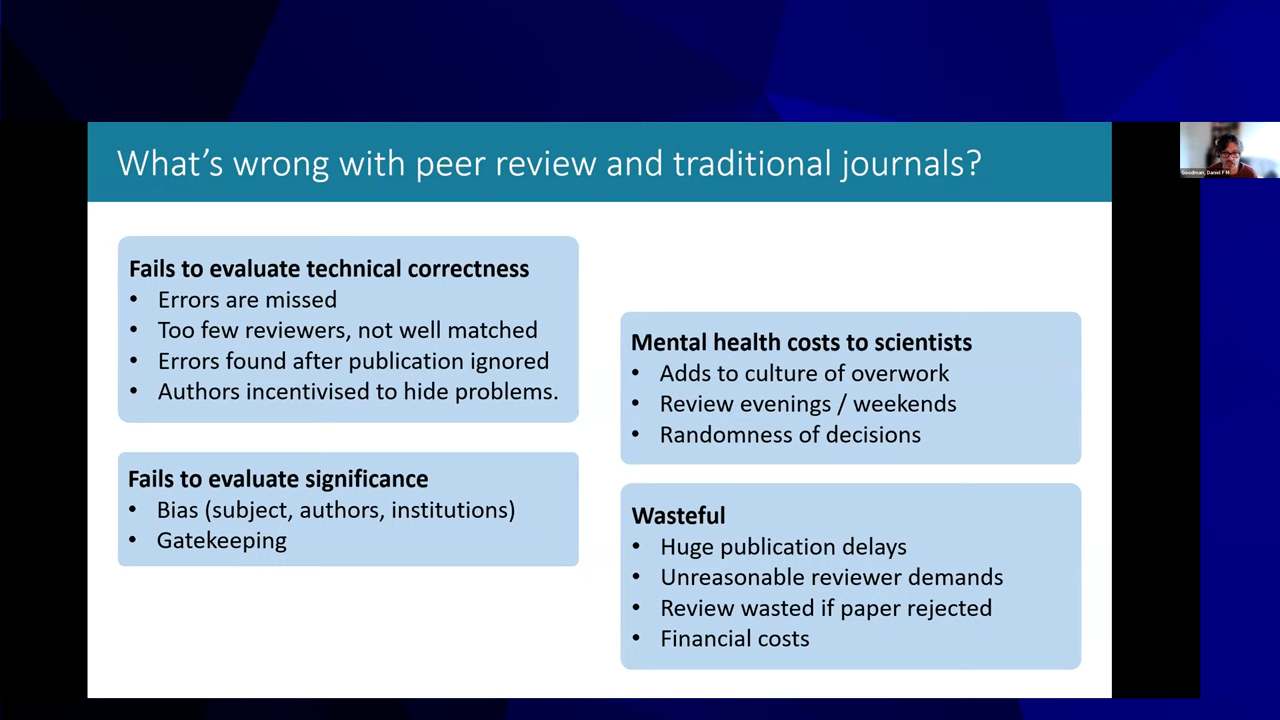 What's wrong with peer review and traditional journals?
Fails to evaluate technical correctness
• Errors are missed
• Too few reviewers, not well matched
• Errors found after publication ignored
• Authors incentivised to hide problems.
Fails to evaluate significance
• Bias (subject, authors, institutions)
• Gatekeeping
Mental health costs to scientists
• Adds to culture of overwork
• Review evenings / weekends
• Randomness of decisions
Wasteful
• Huge publication delays
• Unreasonable reviewer demands
• Review wasted if paper rejected
• Financial costs
Goodman, Daniel F M